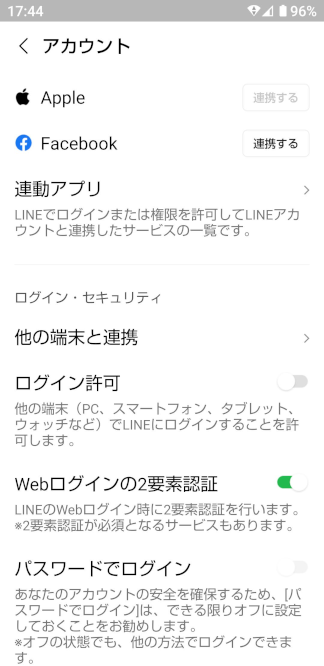 17:44
96%
アカウント
Apple
連携する
Facebook
連携する
連動アプリ
LINEでログインまたは権限を許可してLINEアカ
ウントと連携したサービスの一覧です。
ログイン・セキュリティ
他の端末と連携
ログイン許可
他の端末（PC、スマートフォン、タブレット、
ウォッチなど）でLINEにログインすることを許
可します。
Webログインの2要素認証
LINEのWebログイン時に2要素認証を行います。
※2要素認証が必須となるサービスもあります。
パスワードでログイン
あなたのアカウントの安全を確保するため、[パ
スワードでログイン]は、できる限りオフに設定
しておくことをお勧めします。
※オフの状態でも、他の方法でログインできま
す。